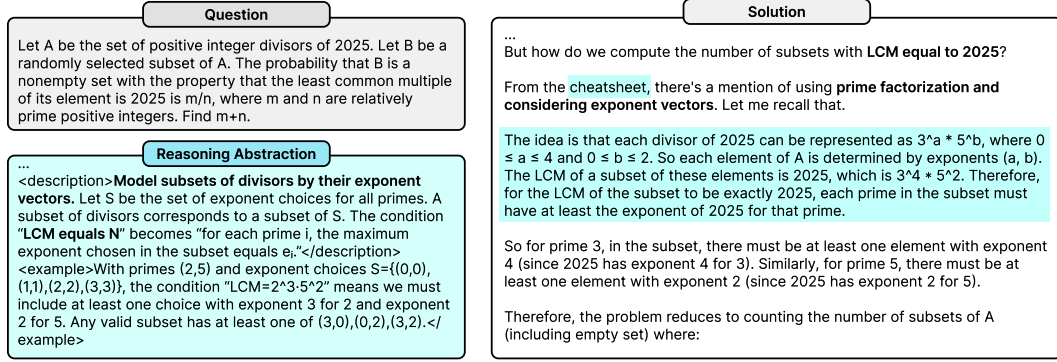 Question
Let A be the set of positive integer divisors of 2025. Let B be a
randomly selected subset of A. The probability that B is a
nonempty set with the property that the least common multiple
of its element is 2025 is m/n, where m and n are relatively
prime positive integers. Find m+n.
Reasoning Abstraction
...
<description>Model subsets of divisors by their exponent
vectors. Let S be the set of exponent choices for all primes. A
subset of divisors corresponds to a subset of S. The condition
“LCM equals N” becomes “for each prime i, the maximum
exponent chosen in the subset equals eᵢ.”</description>
<example>With primes (2,5) and exponent choices S={(0,0),
(1,1),(2,2),(3,3)}, the condition “LCM=2^3·5^2” means we must
include at least one choice with exponent 3 for 2 and exponent
2 for 5. Any valid subset has at least one of (3,0),(0,2),(3,2).</
example>
Solution
...
But how do we compute the number of subsets with LCM equal to 2025?
From the cheatsheet, there's a mention of using prime factorization and
considering exponent vectors. Let me recall that.
The idea is that each divisor of 2025 can be represented as 3^a * 5^b, where 0
≤ a ≤ 4 and 0 ≤ b ≤ 2. So each element of A is determined by exponents (a, b).
The LCM of a subset of these elements is 2025, which is 3^4 * 5^2. Therefore,
for the LCM of the subset to be exactly 2025, each prime in the subset must
have at least the exponent of 2025 for that prime.
So for prime 3, in the subset, there must be at least one element with exponent
4 (since 2025 has exponent 4 for 3). Similarly, for prime 5, there must be at
least one element with exponent 2 (since 2025 has exponent 2 for 5).
Therefore, the problem reduces to counting the number of subsets of A
(including empty set) where: